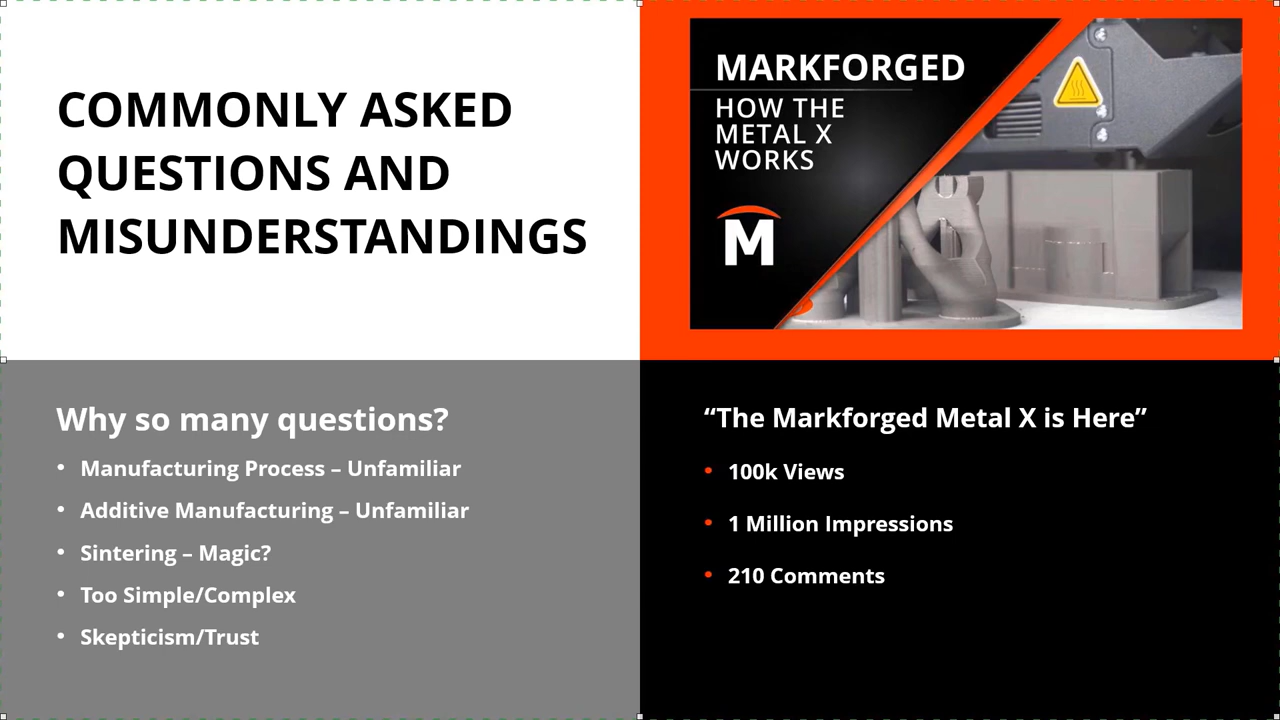 COMMONLY ASKED
QUESTIONS AND
MISUNDERSTANDINGS
MARKFORGED
HOW THE
METAL X
WORKS
M
Why so many questions?
• Manufacturing Process – Unfamiliar
• Additive Manufacturing – Unfamiliar
• Sintering – Magic?
• Too Simple/Complex
• Skepticism/Trust
“The Markforged Metal X is Here”
• 100k Views
• 1 Million Impressions
• 210 Comments